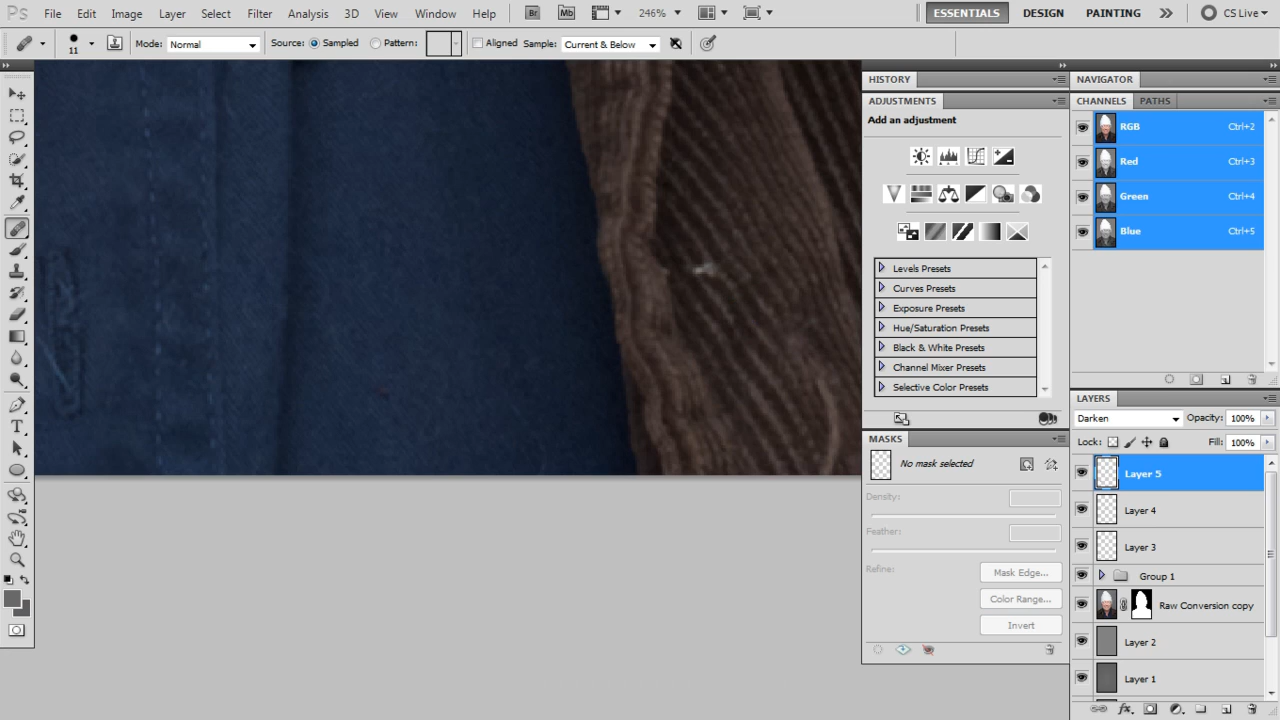 Ps File Edit Image Layer Select Filter Analysis 3D View Window Help Br Mb 246% ESSENTIALS DESIGN PAINTING CS Live
11 Mode: Normal Source: Sampled Pattern: Aligned Sample: Current & Below
HISTORY
ADJUSTMENTS
Add an adjustment
Levels Presets
Curves Presets
Exposure Presets
Hue/Saturation Presets
Black & White Presets
Channel Mixer Presets
Selective Color Presets
MASKS
No mask selected
Density:
Feather:
Refine:
Mask Edge...
Color Range...
Invert
NAVIGATOR
CHANNELS PATHS
RGB Ctrl+2
Red Ctrl+3
Green Ctrl+4
Blue Ctrl+5
LAYERS
Darken Opacity: 100%
Lock: Fill: 100%
Layer 5
Layer 4
Layer 3
Group 1
Raw Conversion copy
Layer 2
Layer 1
fx
T